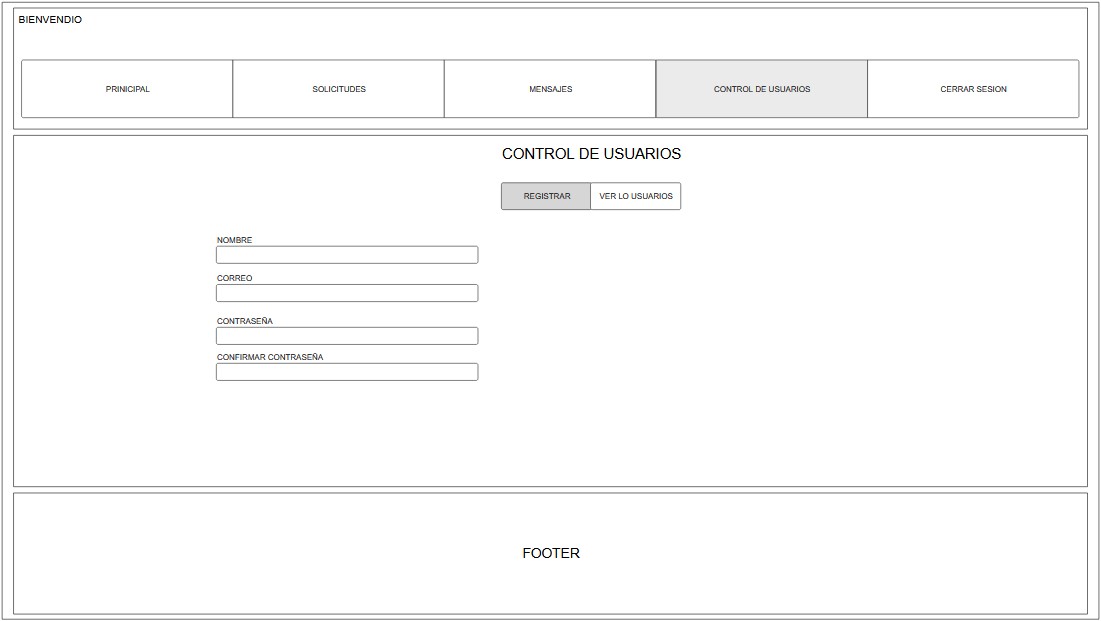 BIENVENDIO
PRINICIPAL
SOLICITUDES
MENSAJES
CONTROL DE USUARIOS
CERRAR SESION
CONTROL DE USUARIOS
REGISTRAR
VER LO USUARIOS
NOMBRE
CORREO
CONTRASEÑA
CONFIRMAR CONTRASEÑA
FOOTER